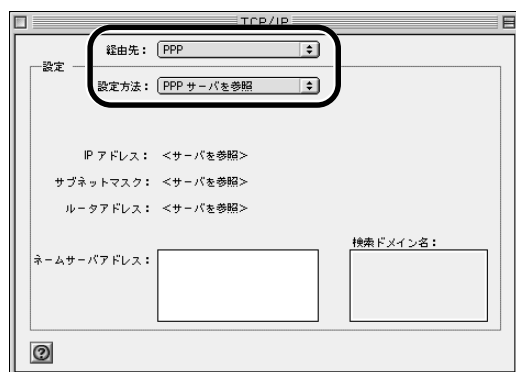 TCP/IP
経由先： PPP
設定
設定方法： PPP サーバを参照
IP アドレス： <サーバを参照>
サブネットマスク： <サーバを参照>
ルータアドレス： <サーバを参照>
検索ドメイン名：
ネームサーバアドレス：
?